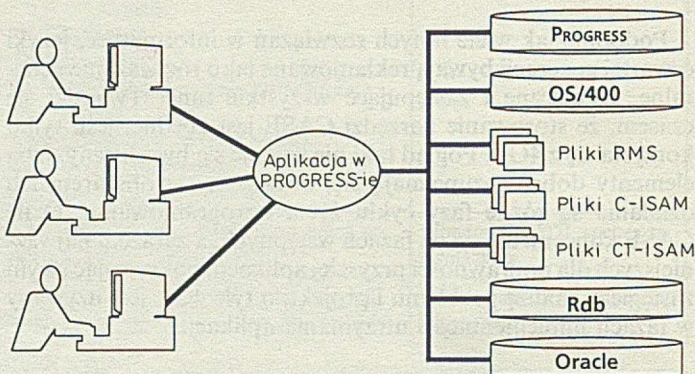 PROGRESS
OS/400
Aplikacja w
PROGRESS-ie
Pliki RMS
Pliki C-ISAM
Pliki CT-ISAM
Rdb
Oracle